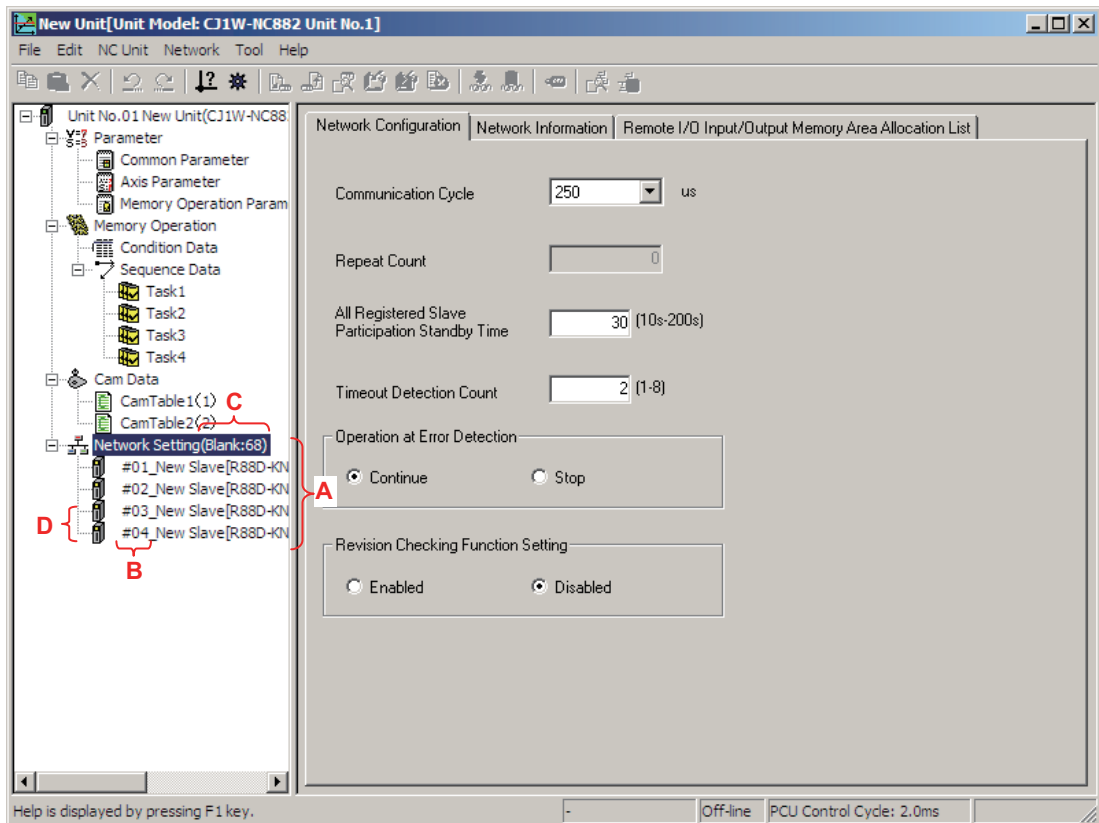 New Unit[Unit Model: CJ1W-NC882 Unit No.1]
File Edit NC Unit Network Tool Help
Unit No.01 New Unit(CJ1W-NC88
Parameter
Common Parameter
Axis Parameter
Memory Operation Param
Memory Operation
Condition Data
Sequence Data
Task1
Task2
Task3
Task4
Cam Data
CamTable1(1)
C
CamTable2(2)
Network Setting(Blank:68)
#01_New Slave[R88D-KN
#02_New Slave[R88D-KN
A
#03_New Slave[R88D-KN
D
#04_New Slave[R88D-KN
B
Network Configuration Network Information Remote I/O Input/Output Memory Area Allocation List
Communication Cycle 250 us
Repeat Count 0
All Registered Slave
Participation Standby Time 30 (10s-200s)
Timeout Detection Count 2 (1-8)
Operation at Error Detection
Continue Stop
Revision Checking Function Setting
Enabled Disabled
Help is displayed by pressing F1 key. - Off-line PCU Control Cycle: 2.0ms